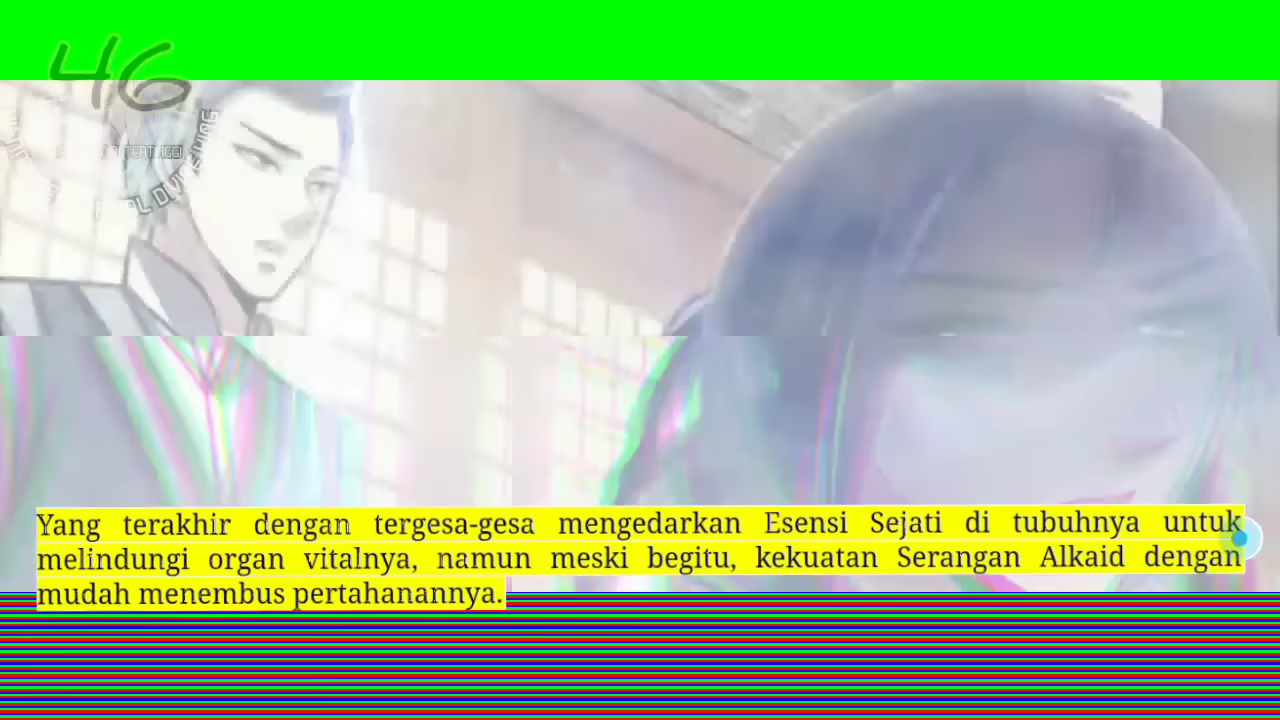 46
Yang terakhir dengan tergesa-gesa mengedarkan Esensi Sejati di tubuhnya untuk
melindungi organ vitalnya, namun meski begitu, kekuatan Serangan Alkaid dengan
mudah menembus pertahanannya.